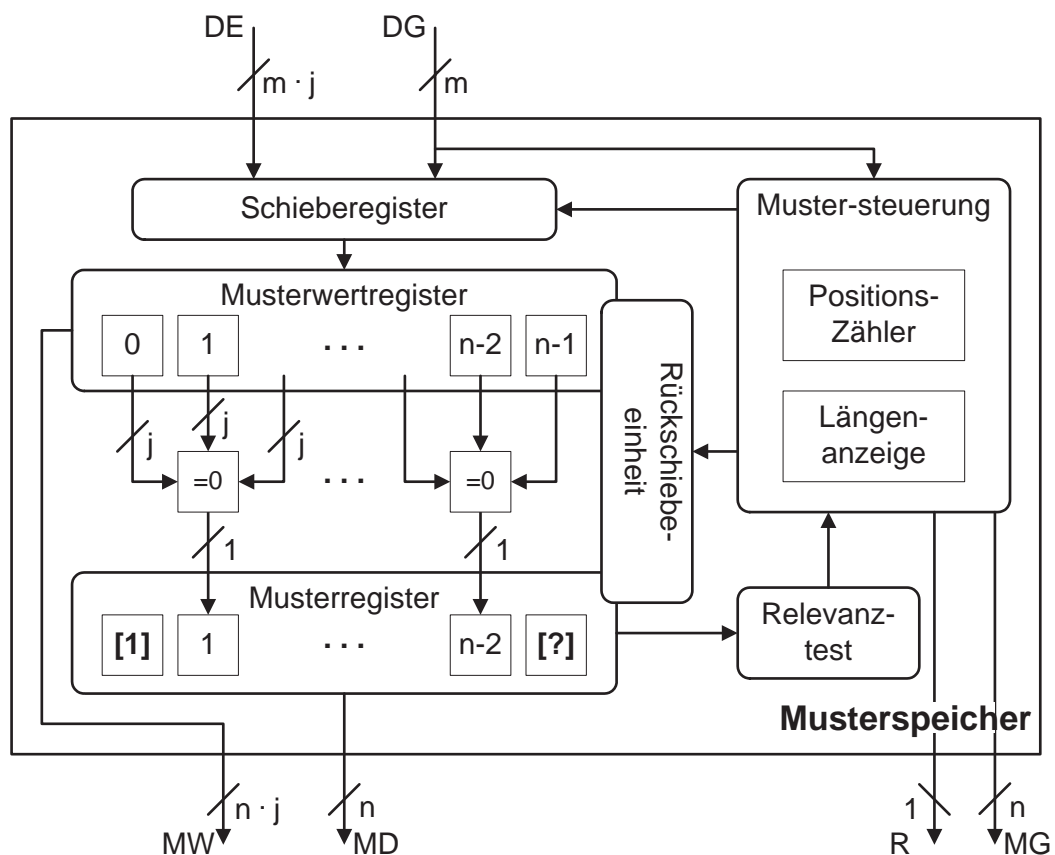 DE
DG
m · j
m
Schieberegister
Muster-steuerung
Musterwertregister
0
1
. . .
n-2
n-1
Positions-
Zähler
Rückschiebe-
einheit
Längen-
anzeige
j
j
j
=0
. . .
=0
1
1
Musterregister
[1]
1
. . .
n-2
[?]
Relevanz-
test
Musterspeicher
n · j
n
1
n
MW
MD
R
MG